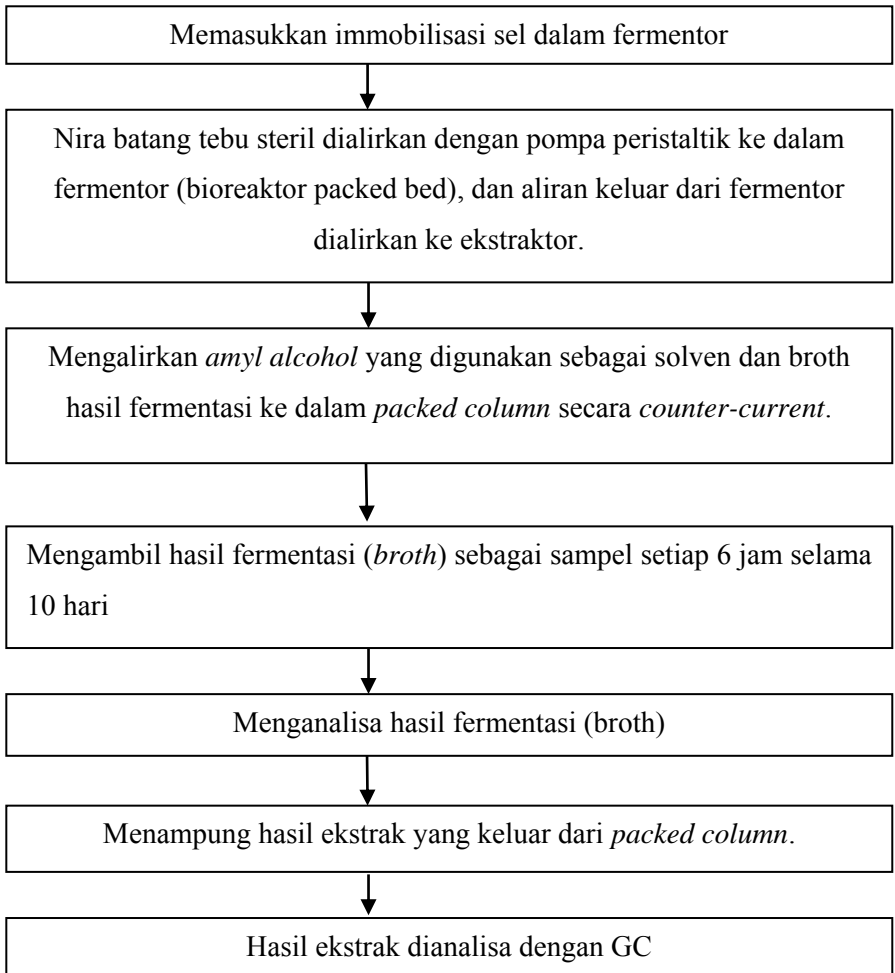 Memasukkan immobilisasi sel dalam fermentor
Nira batang tebu steril dialirkan dengan pompa peristaltik ke dalam
fermentor (bioreaktor packed bed), dan aliran keluar dari fermentor
dialirkan ke ekstraktor.
Mengalirkan amyl alcohol yang digunakan sebagai solven dan broth
hasil fermentasi ke dalam packed column secara counter-current.
Mengambil hasil fermentasi (broth) sebagai sampel setiap 6 jam selama
10 hari
Menganalisa hasil fermentasi (broth)
Menampung hasil ekstrak yang keluar dari packed column.
Hasil ekstrak dianalisa dengan GC